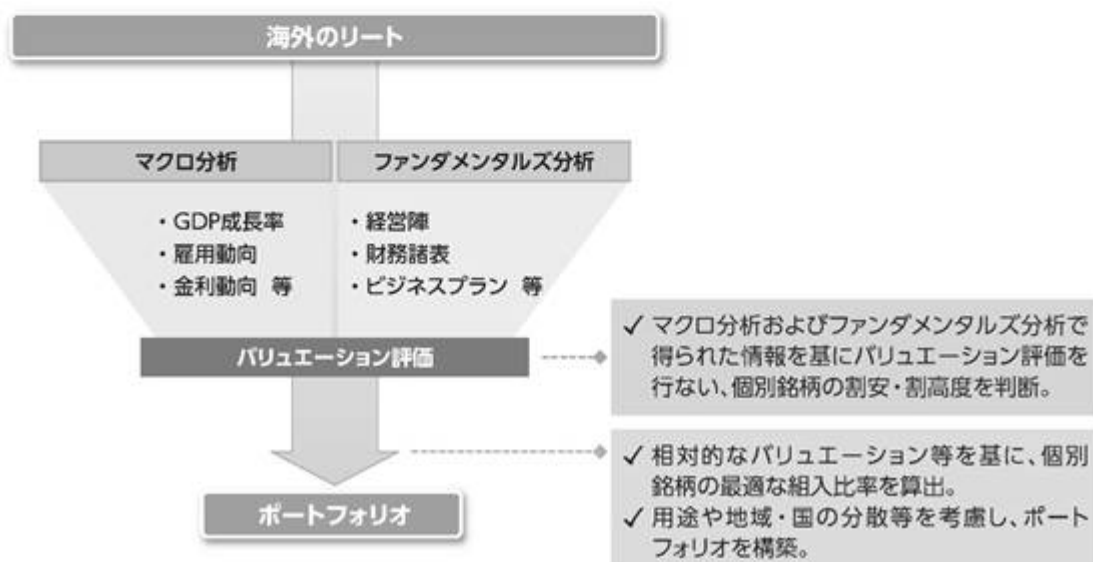 海外のリート
マクロ分析
ファンダメンタルズ分析
・GDP成長率
・雇用動向
・金利動向 等
・経営陣
・財務諸表
・ビジネスプラン 等
バリュエーション評価
✓ マクロ分析およびファンダメンタルズ分析で
得られた情報を基にバリュエーション評価を
行ない、個別銘柄の割安・割高度を判断。
✓ 相対的なバリュエーション等を基に、個別
銘柄の最適な組入比率を算出。
✓ 用途や地域・国の分散等を考慮し、ポート
フォリオを構築。
ポートフォリオ